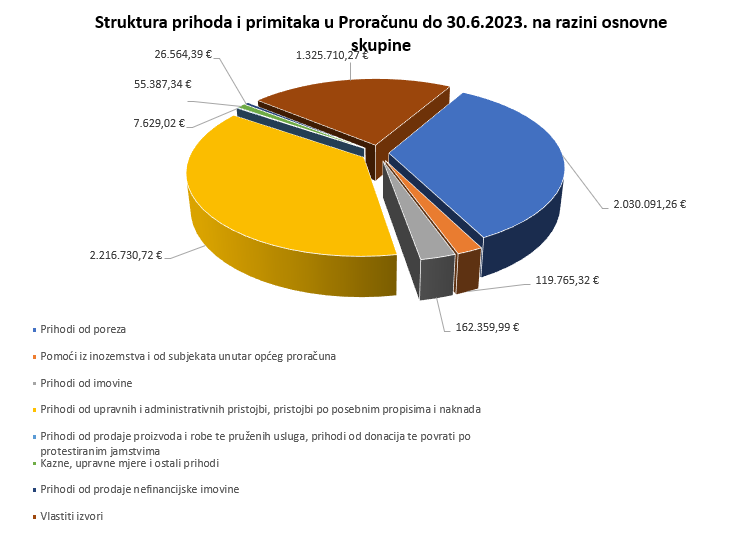 Struktura prihoda i primitaka u Proračunu do 30.6.2023. na razini osnovne
skupine
26.564,39 €
1.325.710,27 €
55.387,34 €
7.629,02 €
2.030.091,26 €
2.216.730,72 €
119.765,32 €
162.359,99 €
Prihodi od poreza
Pomoći iz inozemstva i od subjekata unutar općeg proračuna
Prihodi od imovine
Prihodi od upravnih i administrativnih pristojbi, pristojbi po posebnim propisima i naknada
Prihodi od prodaje proizvoda i robe te pruženih usluga, prihodi od donacija te povrati po
protestiranim jamstvima
Kazne, upravne mjere i ostali prihodi
Prihodi od prodaje nefinancijske imovine
Vlastiti izvori